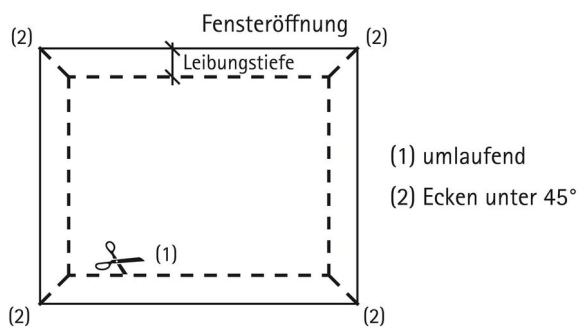 Fensteröffnung
(2)
(2)
Leibungstiefe
(1) umlaufend
(2) Ecken unter 45°
(1)
(2)
(2)